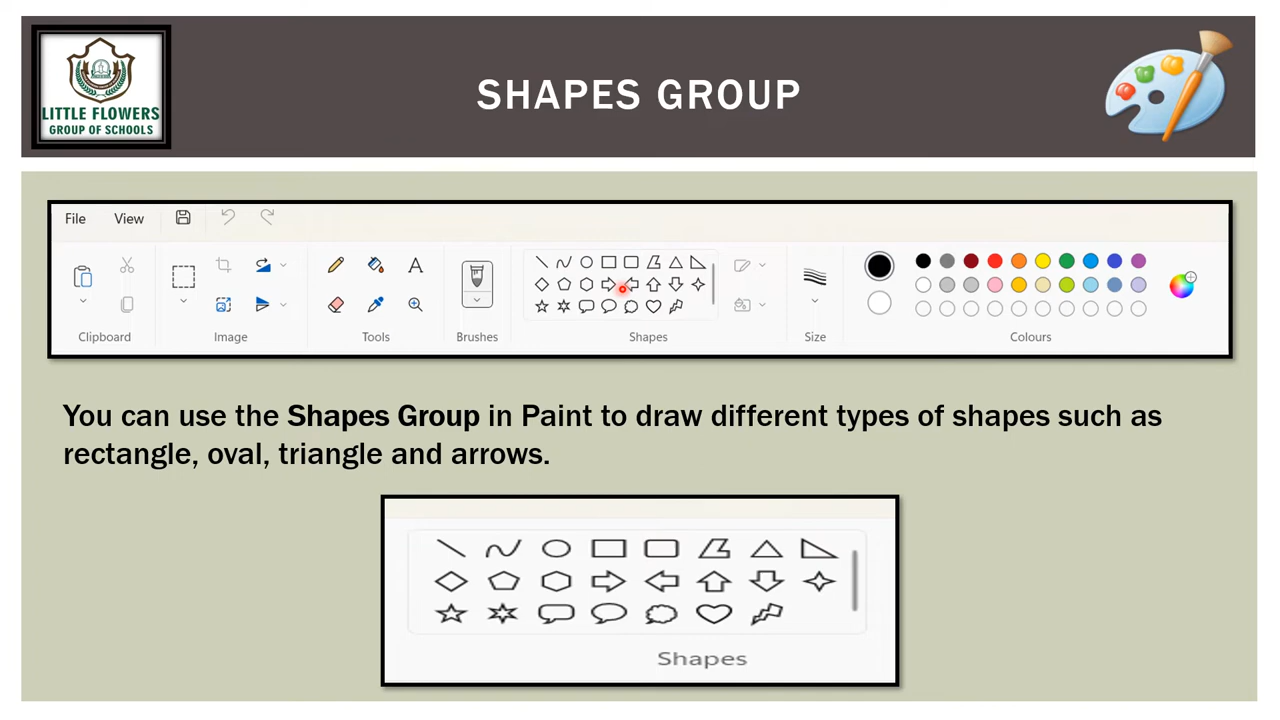 LITTLE FLOWERS
GROUP OF SCHOOLS
SHAPES GROUP
File View
A
Clipboard Image Tools Brushes Shapes Size Colours
You can use the Shapes Group in Paint to draw different types of shapes such as
rectangle, oval, triangle and arrows.
Shapes